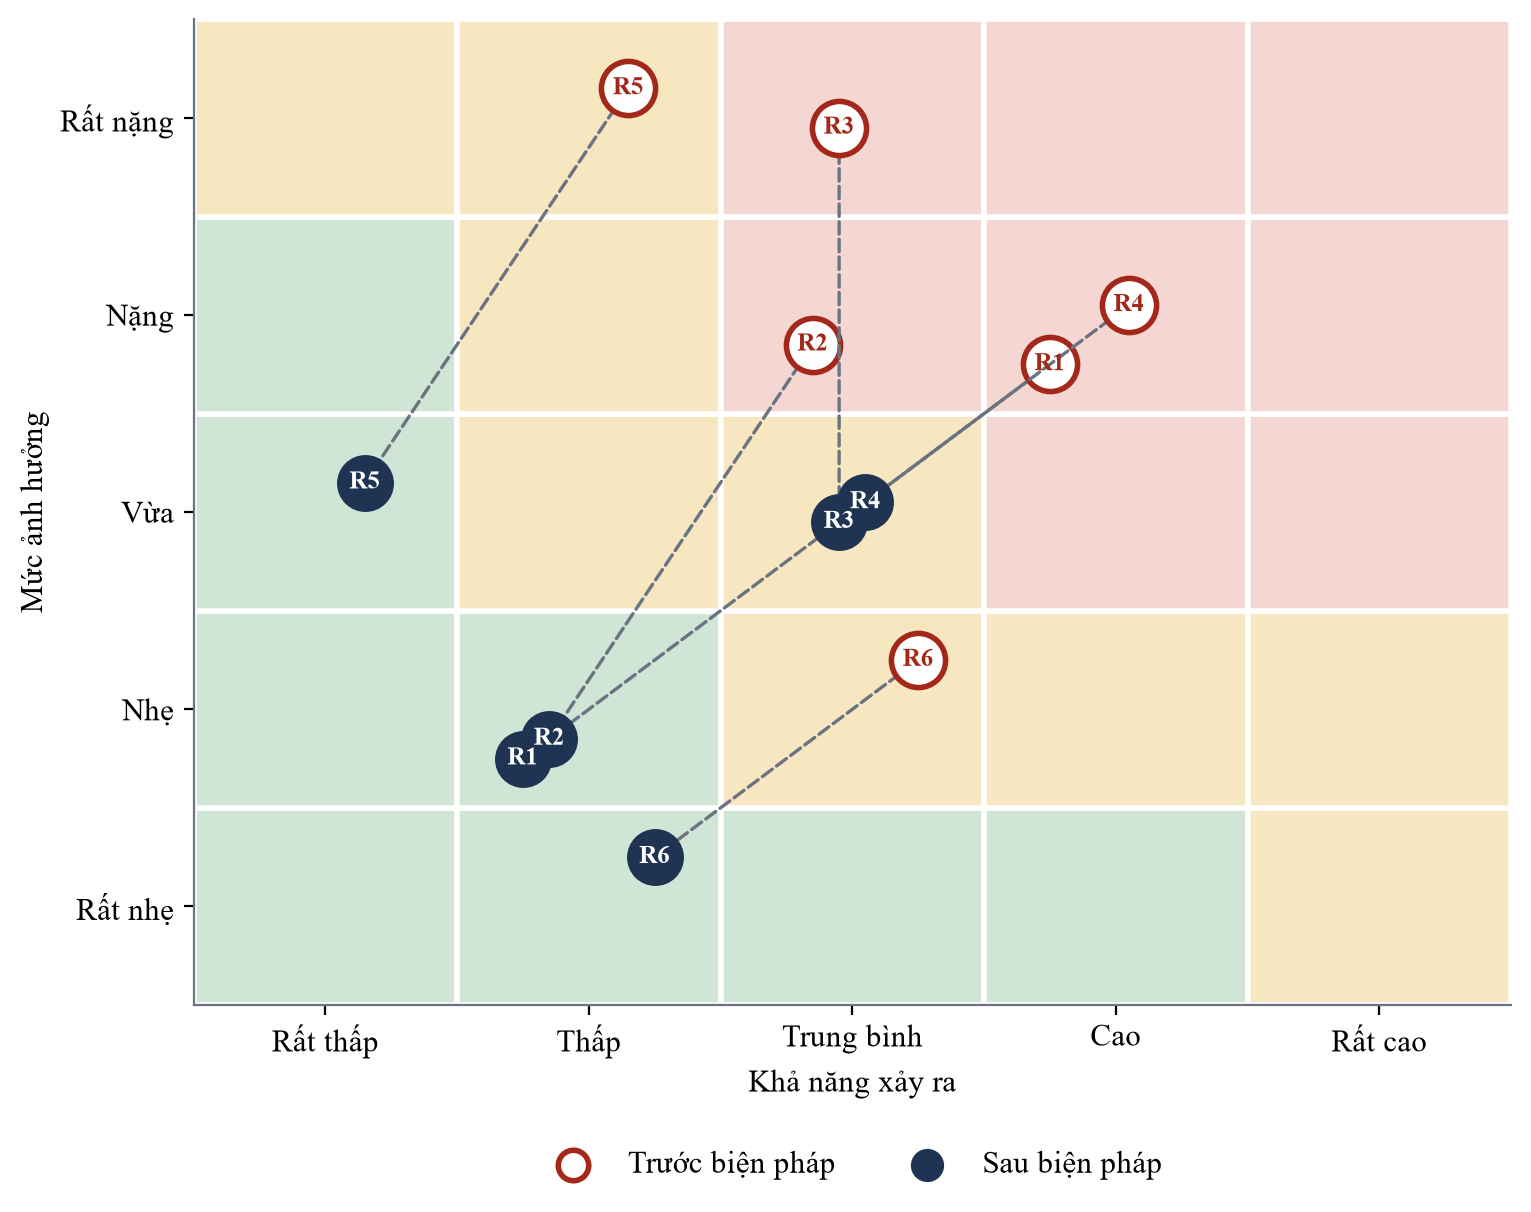 R5
Rất nặng
R3
R4
Nặng
R2
R1
R5
R4
Vừa
R3
Mức ảnh hưởng
R6
Nhẹ
R2
R1
R6
Rất nhẹ
Rất thấp
Thấp
Trung bình
Cao
Rất cao
Khả năng xảy ra
Trước biện pháp
Sau biện pháp